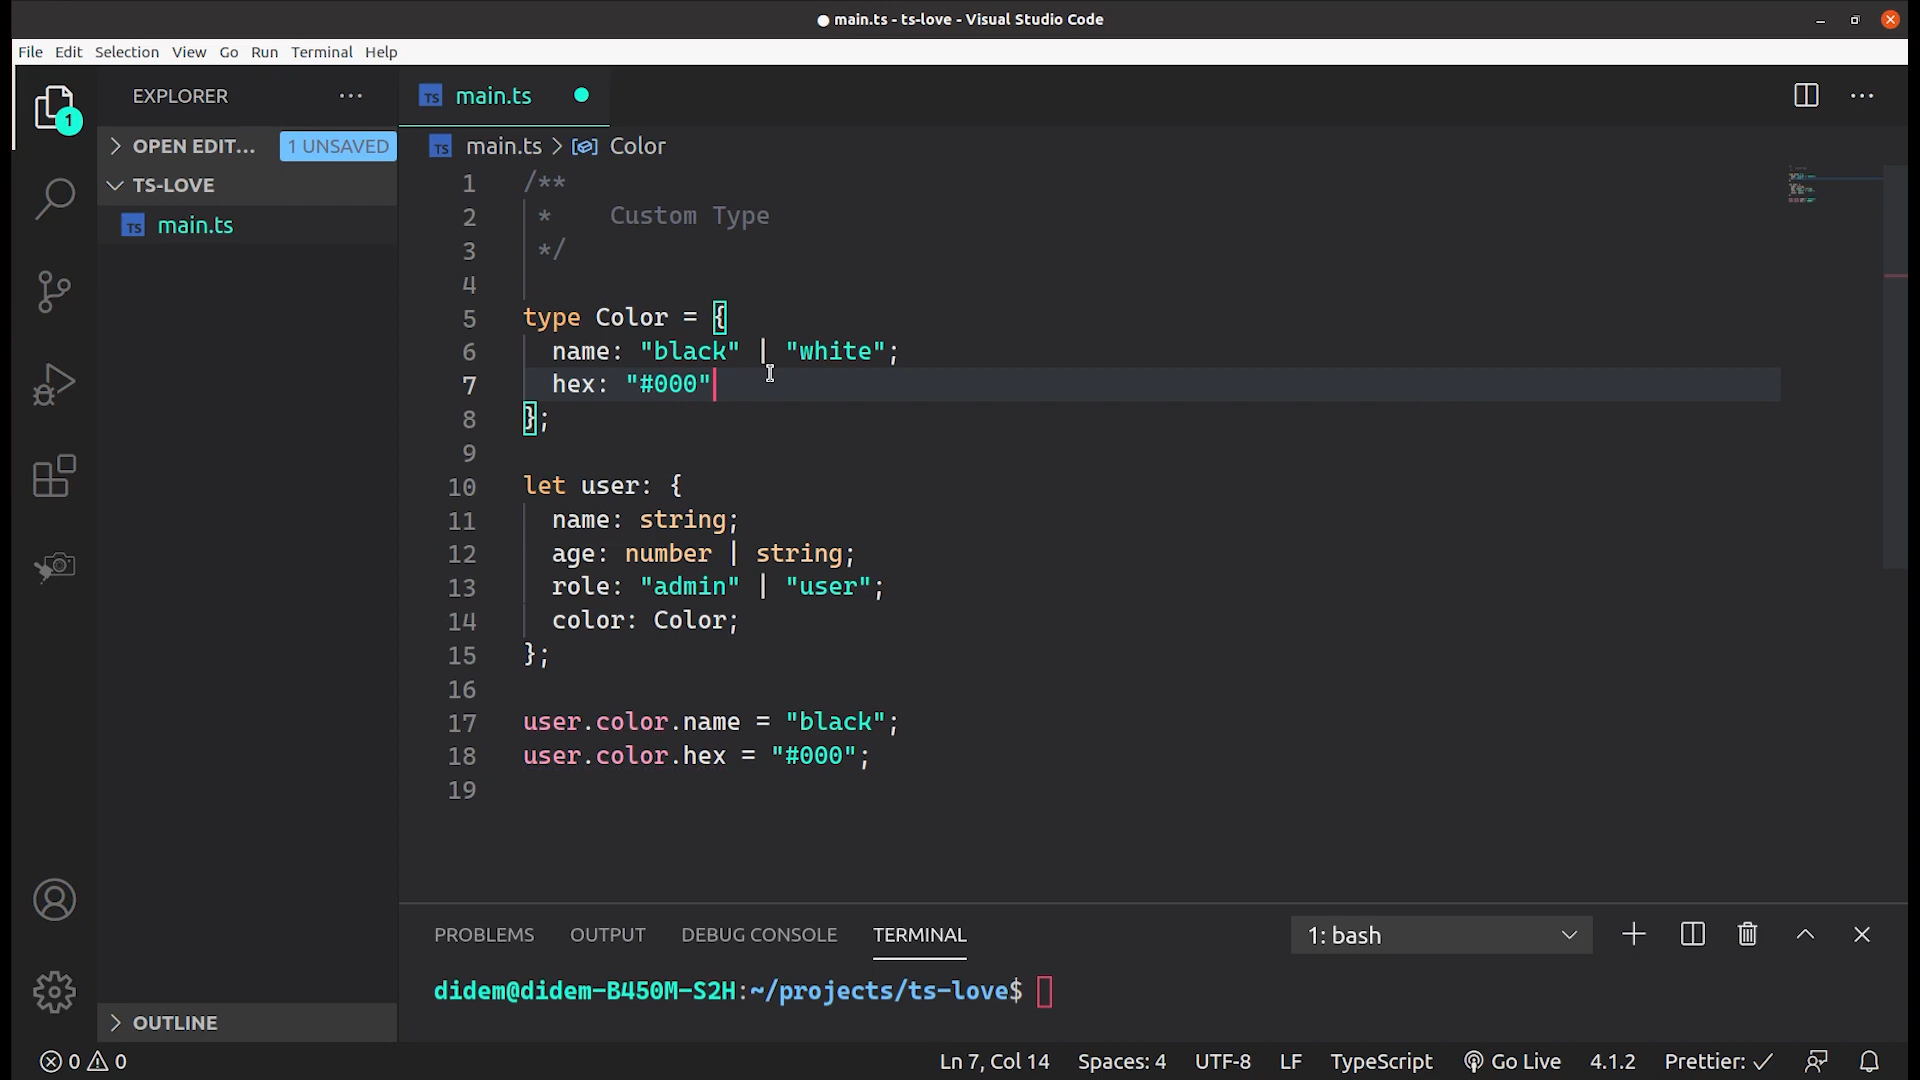 main.ts - ts-love - Visual Studio Code
File Edit Selection View Go Run Terminal Help
EXPLORER
1
OPEN EDIT... 1 UNSAVED
TS-LOVE
TS main.ts
TS main.ts
TS main.ts > Color
1 /**
2 * Custom Type
3 */
4
5 type Color = {
6 name: "black" | "white";
7 hex: "#000"
8 };
9
10 let user: {
11 name: string;
12 age: number | string;
13 role: "admin" | "user";
14 color: Color;
15 };
16
17 user.color.name = "black";
18 user.color.hex = "#000";
19
PROBLEMS OUTPUT DEBUG CONSOLE TERMINAL 1: bash
didem@didem-B450M-S2H:~/projects/ts-love$
OUTLINE
0 0 Ln 7, Col 14 Spaces: 4 UTF-8 LF TypeScript Go Live 4.1.2 Prettier: ✓